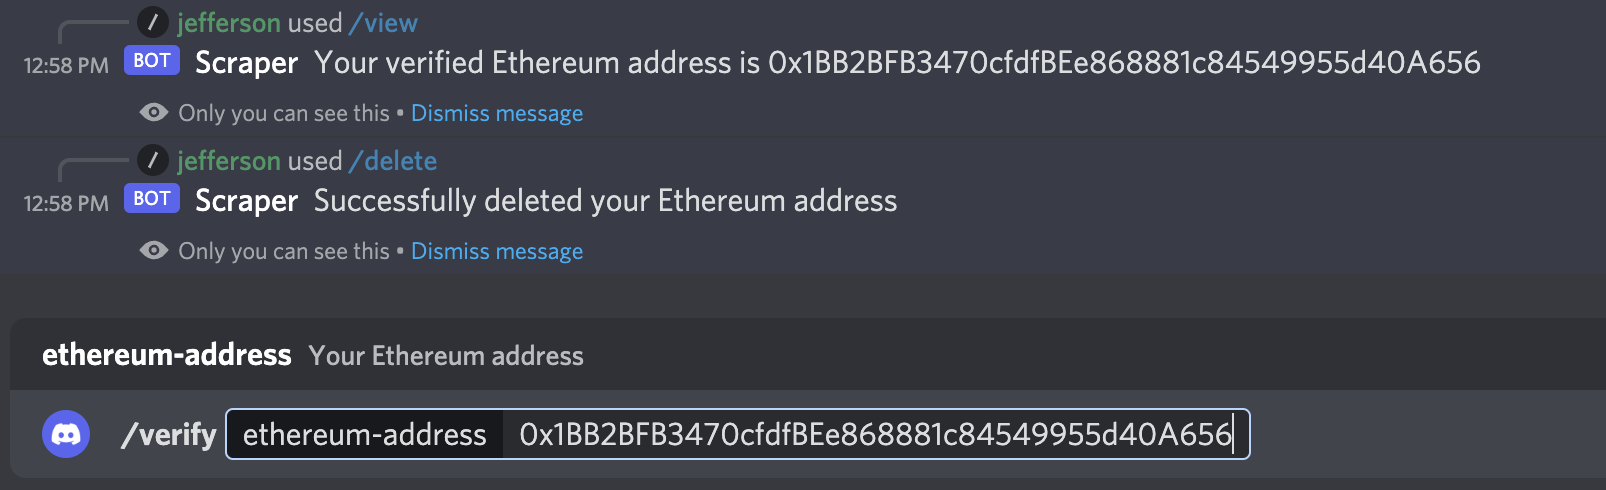 / jefferson used /view
12:58 PM BOT Scraper Your verified Ethereum address is 0x1BB2BFB3470cfdfBEe868881c84549955d40A656
Only you can see this • Dismiss message
/ jefferson used /delete
12:58 PM BOT Scraper Successfully deleted your Ethereum address
Only you can see this • Dismiss message
ethereum-address Your Ethereum address
/verify ethereum-address 0x1BB2BFB3470cfdfBEe868881c84549955d40A656